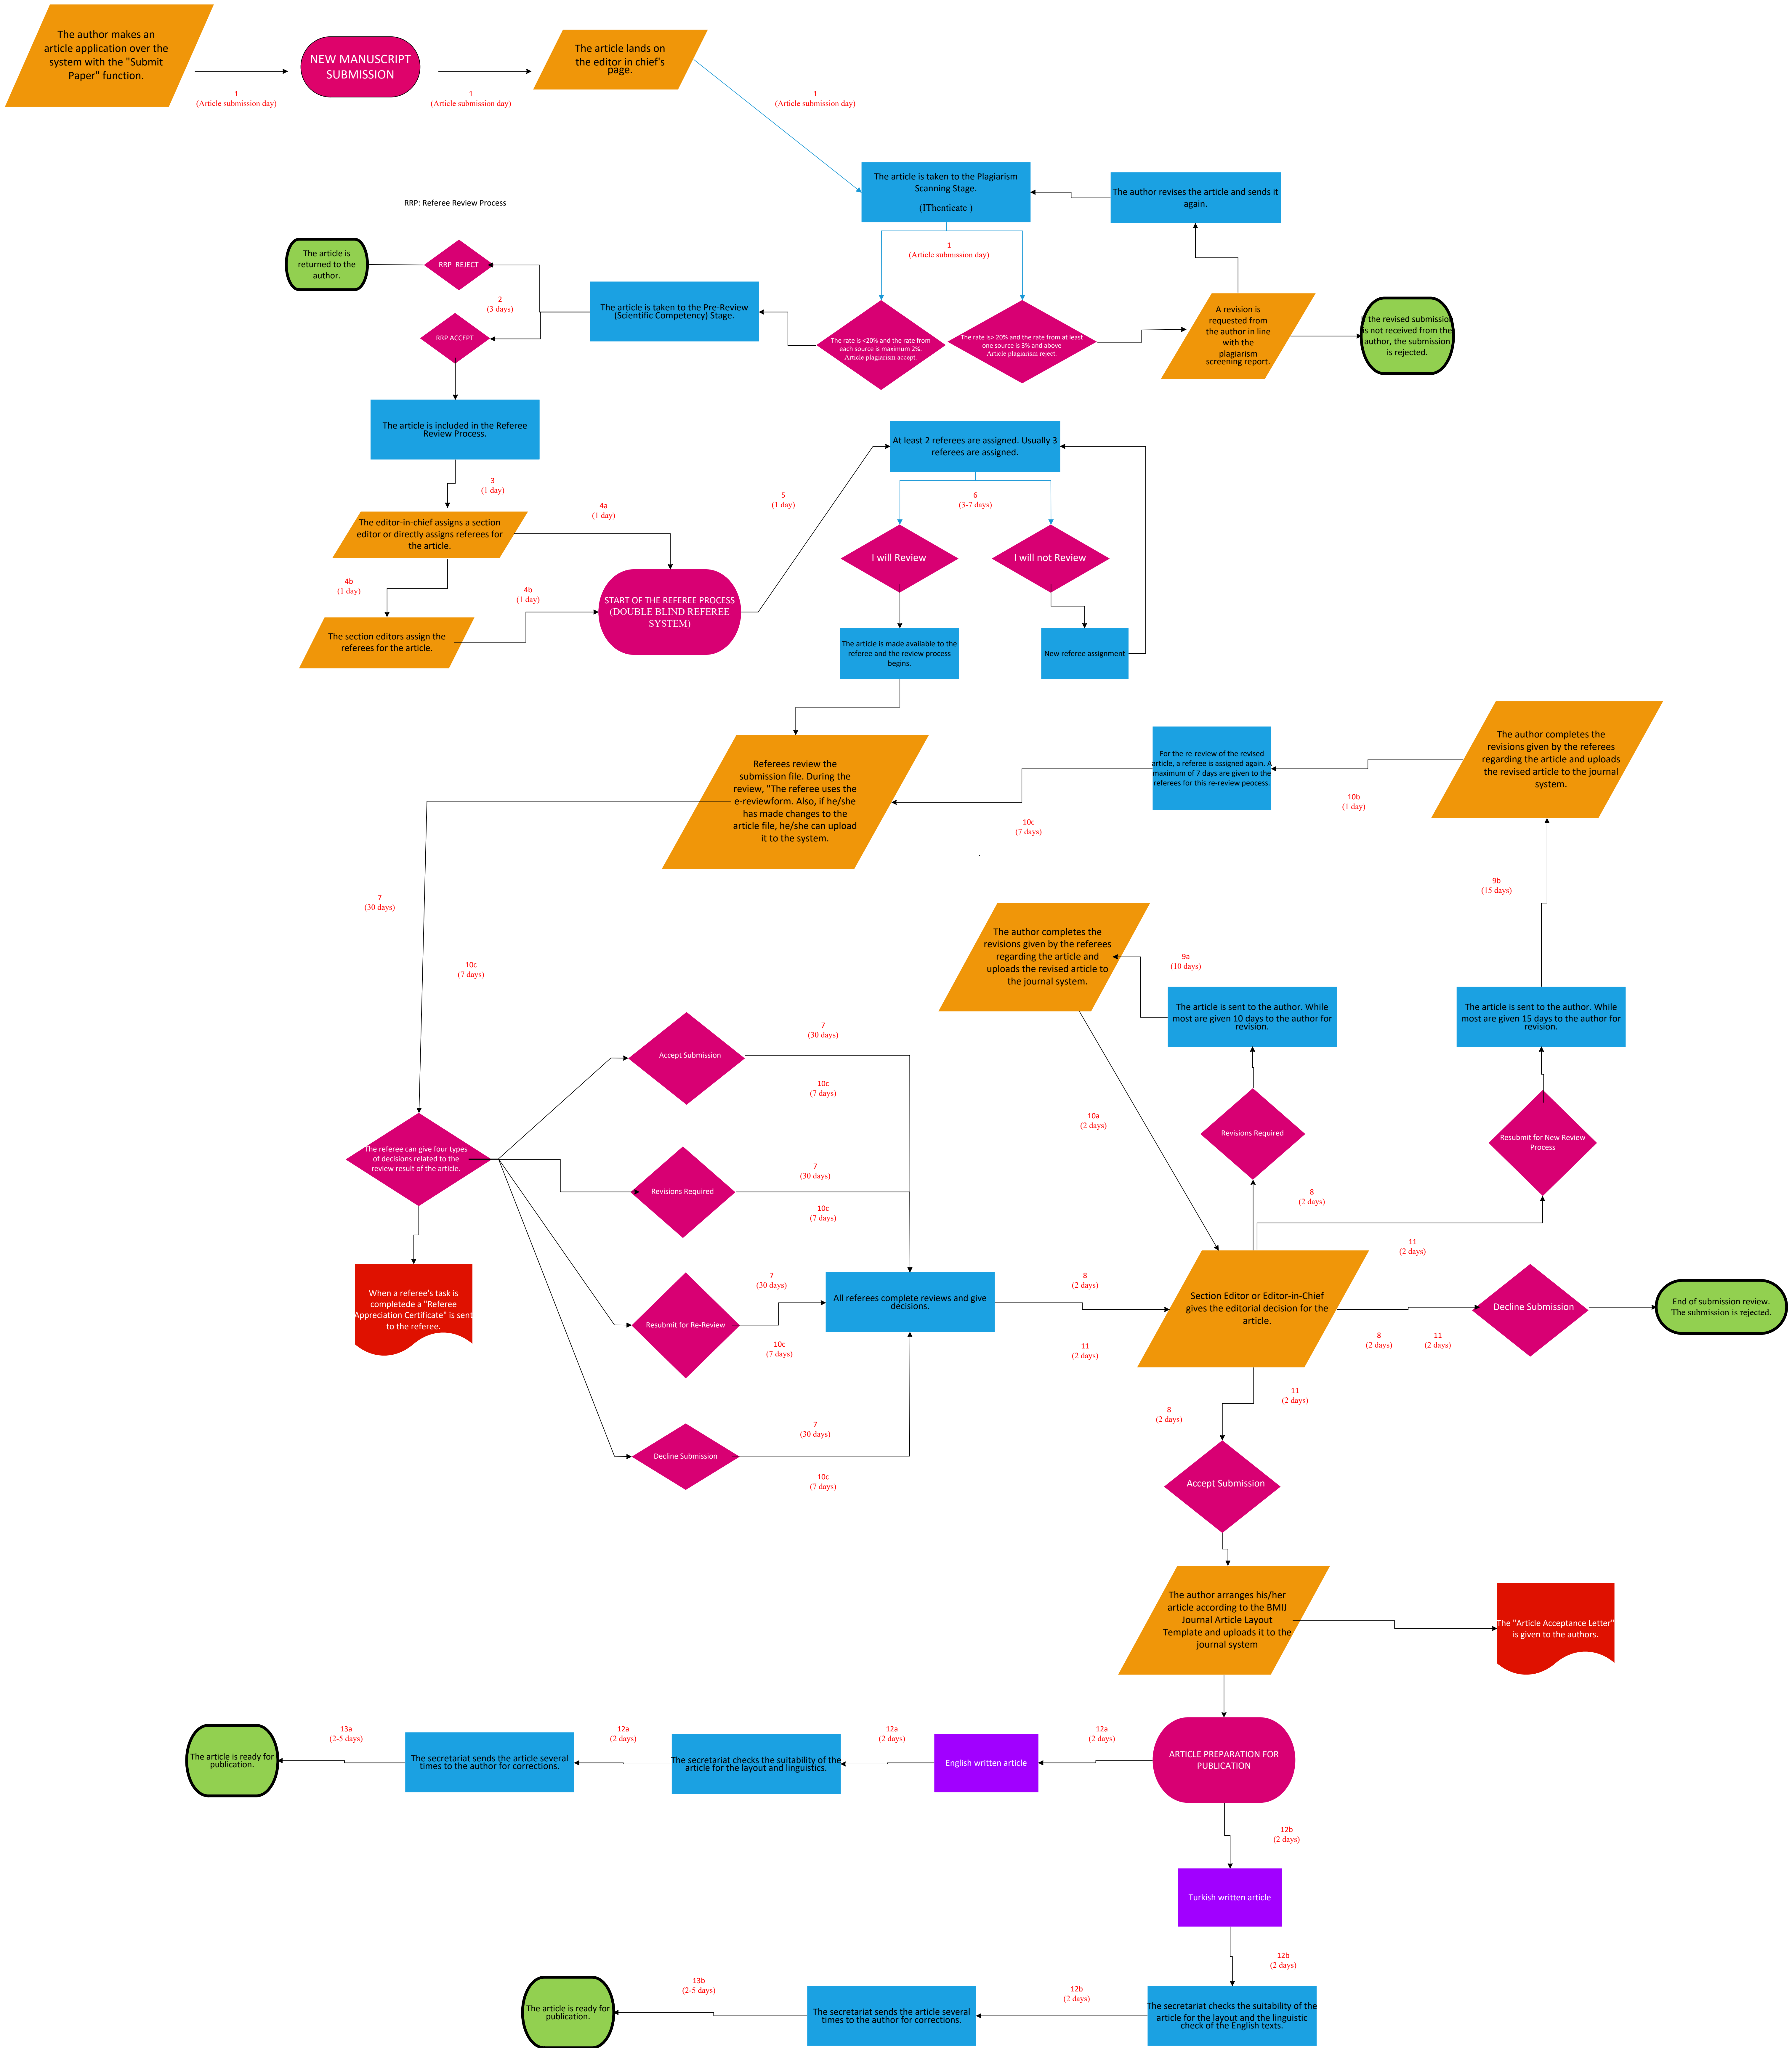 The author makes an
article application over the
system with the "Submit
Paper" function.
1
(Article submission day)
NEW MANUSCRIPT
SUBMISSION
1
(Article submission day)
The article lands on
the editor in chief's
page.
1
(Article submission day)
The article is taken to the Plagiarism
Scanning Stage.
(IThenticate )
The author revises the article and sends it
again.
RRP: Referee Review Process
1
(Article submission day)
The article is
returned to the
author.
RRP  REJECT
2
(3 days)
RRP ACCEPT
The article is taken to the Pre-Review
(Scientific Competency) Stage.
The rate is <20% and the rate from
each source is maximum 2%.
Article plagiarism accept.
The rate is> 20% and the rate from at least
one source is 3% and above
Article plagiarism reject.
A revision is
requested from
the author in line
with the
plagiarism
screening report.
If the revised submission
is not received from the
author, the submission
is rejected.
The article is included in the Referee
Review Process.
3
(1 day)
The editor-in-chief assigns a section
editor or directly assigns referees for
the article.
4a
(1 day)
4b
(1 day)
The section editors assign the
referees for the article.
4b
(1 day)
START OF THE REFEREE PROCESS
(DOUBLE BLIND REFEREE
SYSTEM)
5
(1 day)
At least 2 referees are assigned. Usually 3
referees are assigned.
6
(3-7 days)
I will Review
I will not Review
The article is made available to the
referee and the review process
begins.
New referee assignment
Referees review the
submission file. During the
review, "The referee uses the
e-reviewform. Also, if he/she
has made changes to the
article file, he/she can upload
it to the system.
For the re-review of the revised
article, a referee is assigned again. A
maximum of 7 days are given to the
referees for this re-review peocess.
The author completes the
revisions given by the referees
regarding the article and uploads
the revised article to the journal
system.
10b
(1 day)
10c
(7 days)
.
9b
(15 days)
7
(30 days)
10c
(7 days)
The author completes the
revisions given by the referees
regarding the article and
uploads the revised article to
the journal system.
9a
(10 days)
The article is sent to the author. While
most are given 10 days to the author for
revision.
The article is sent to the author. While
most are given 15 days to the author for
revision.
Accept Submission
7
(30 days)
10c
(7 days)
10a
(2 days)
Revisions Required
Resubmit for New Review
Process
The referee can give four types
of decisions related to the
review result of the article.
Revisions Required
7
(30 days)
10c
(7 days)
8
(2 days)
11
(2 days)
When a referee's task is
completede a "Referee
Appreciation Certificate" is sent
to the referee.
Resubmit for Re-Review
7
(30 days)
10c
(7 days)
All referees complete reviews and give
decisions.
8
(2 days)
11
(2 days)
Section Editor or Editor-in-Chief
gives the editorial decision for the
article.
8
(2 days)
11
(2 days)
Decline Submission
End of submission review.
The submission is rejected.
Decline Submission
7
(30 days)
10c
(7 days)
8
(2 days)
11
(2 days)
Accept Submission
The author arranges his/her
article according to the BMIJ
Journal Article Layout
Template and uploads it to the
journal system
The "Article Acceptance Letter"
is given to the authors.
ARTICLE PREPARATION FOR
PUBLICATION
12a
(2 days)
English written article
12a
(2 days)
The secretariat checks the suitability of the
article for the layout and linguistics.
12a
(2 days)
The secretariat sends the article several
times to the author for corrections.
13a
(2-5 days)
The article is ready for
publication.
12b
(2 days)
Turkish written article
12b
(2 days)
The secretariat checks the suitability of the
article for the layout and the linguistic
check of the English texts.
12b
(2 days)
The secretariat sends the article several
times to the author for corrections.
13b
(2-5 days)
The article is ready for
publication.